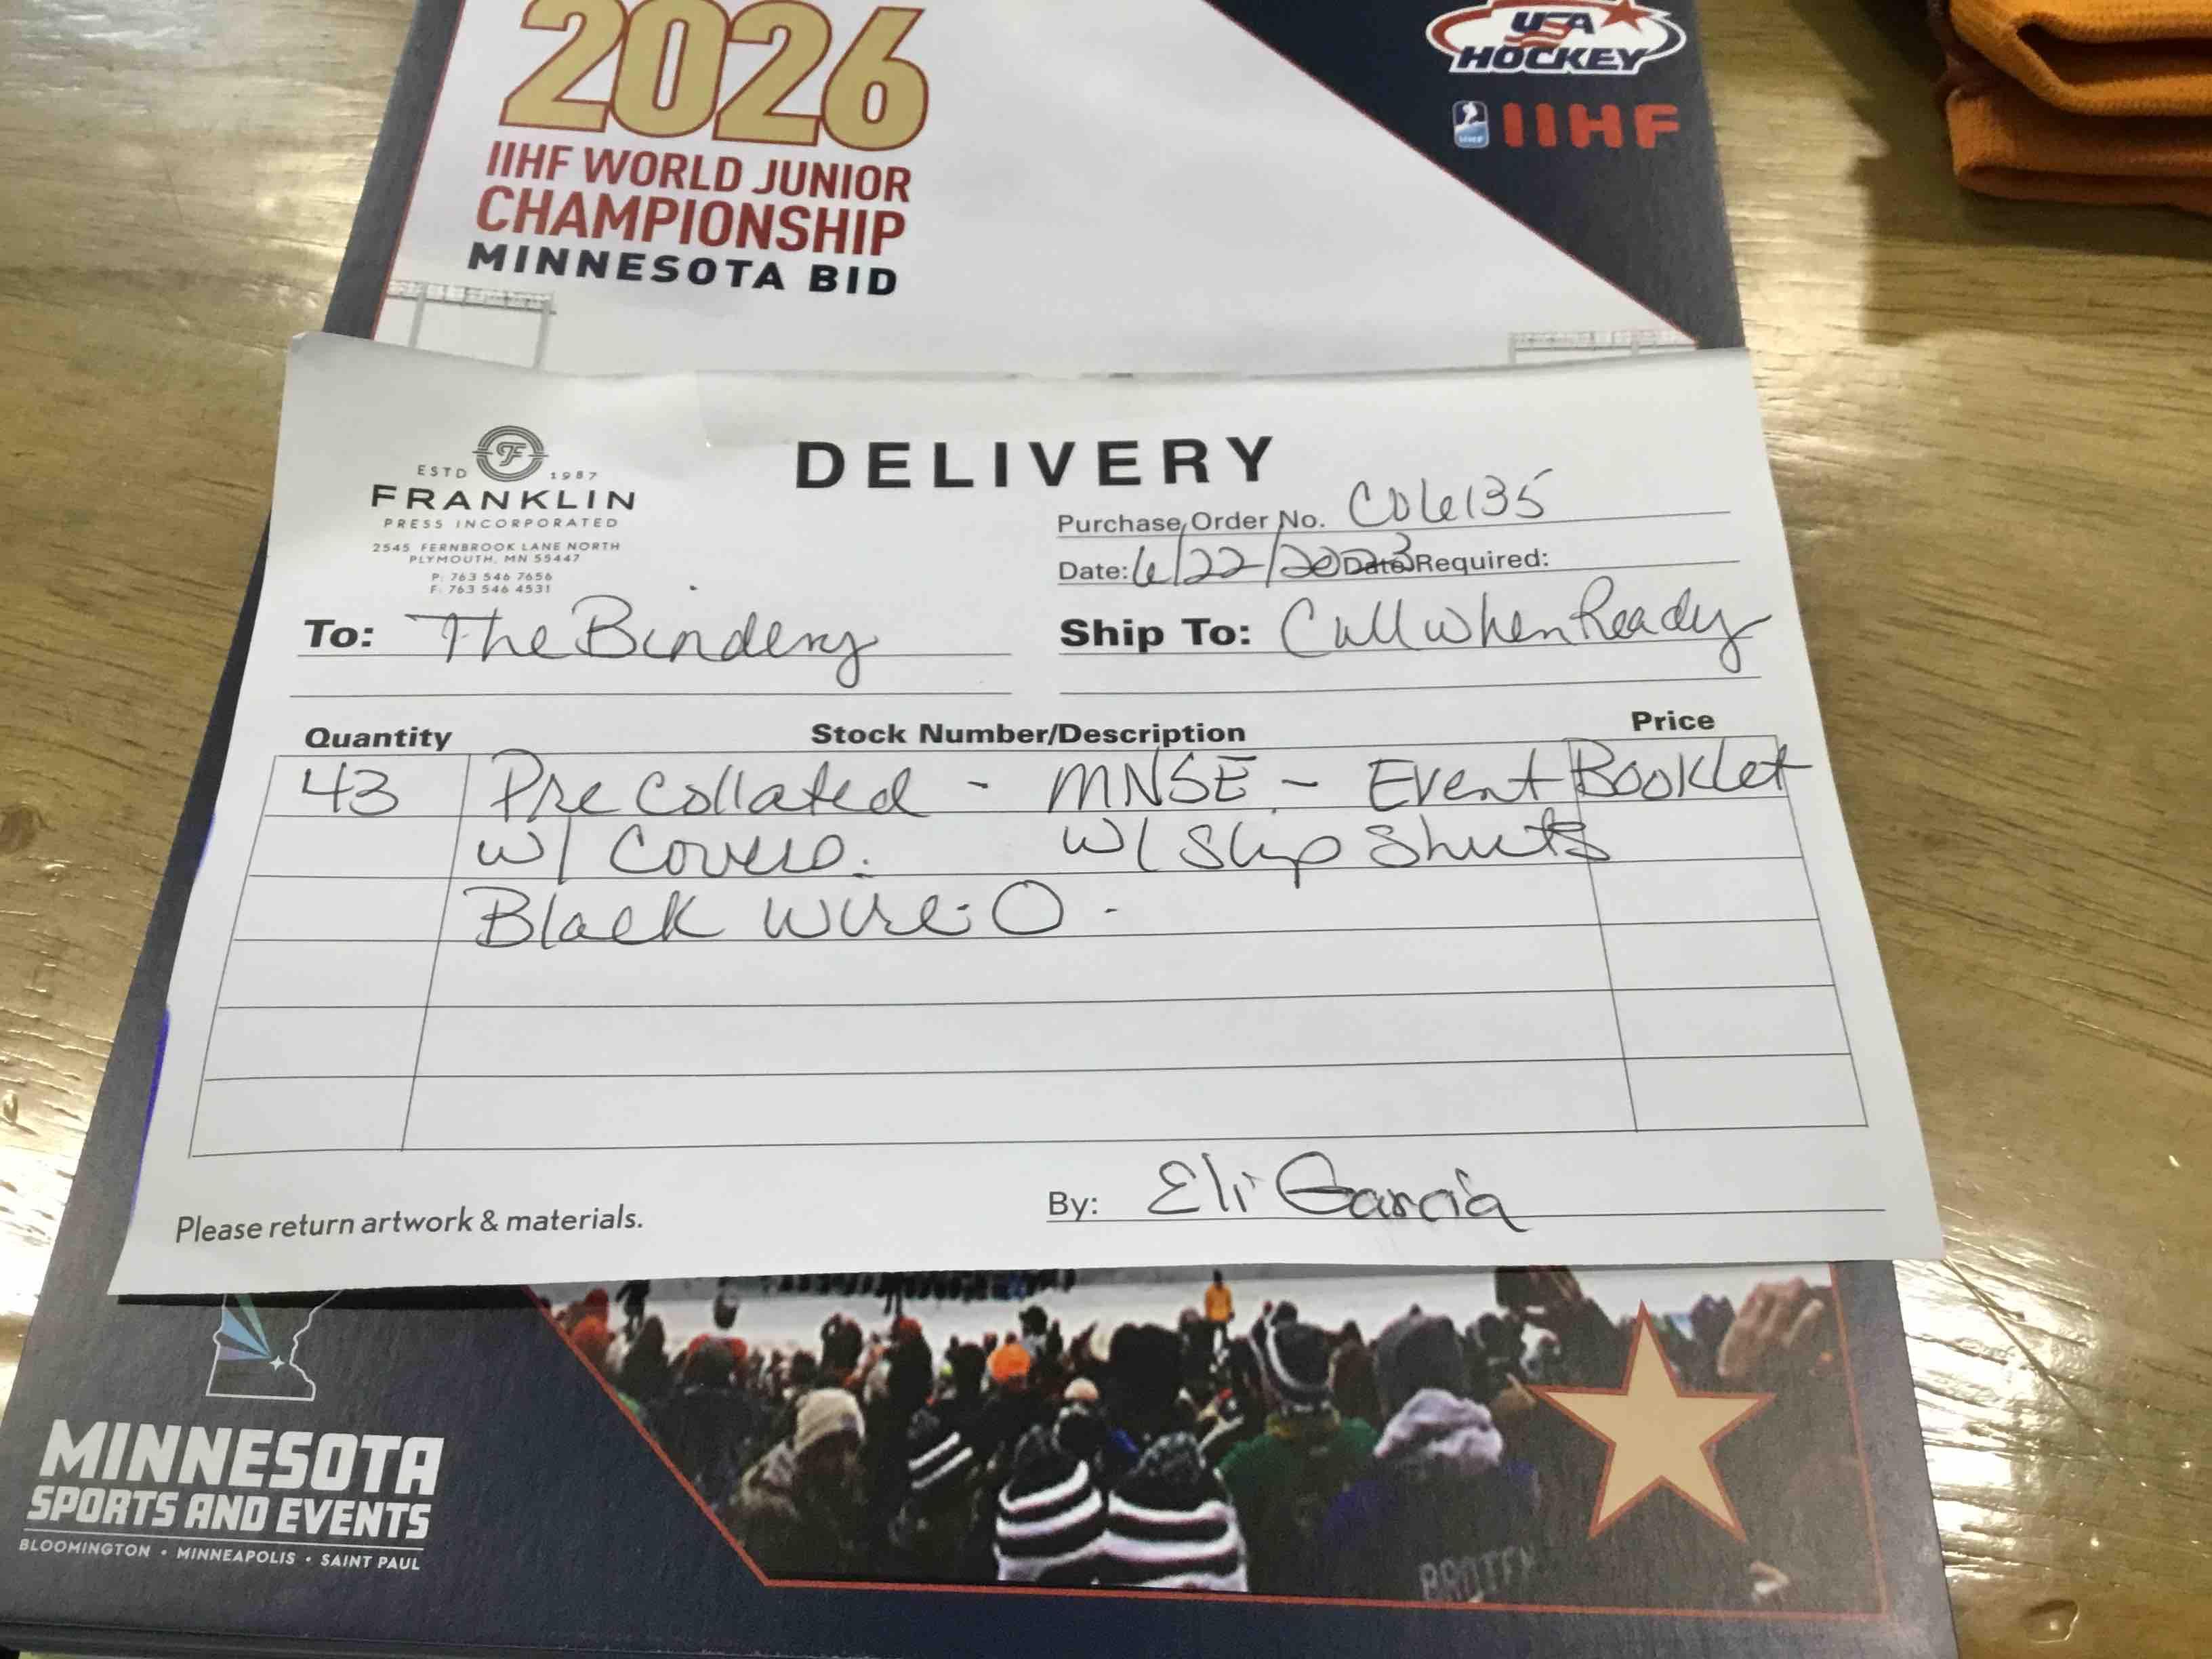 2026
IIHF WORLD JUNIOR
CHAMPIONSHIP
MINNESOTA BID
USA
HOCKEY
IIHF
ESTD 1987
FRANKLIN
PRESS INCORPORATED
2545 FERNBROOK LANE NORTH
PLYMOUTH, MN 55447
P: 763 546 7656
F: 763 546 4531
DELIVERY
Purchase Order No. CO6135
Date: 6/22/2023 Date Required:
To: The Bindery
Ship To: Call When Ready
Quantity Stock Number/Description Price
43 Pre Collated - MNSE - Event Booklet
w/ Covers. w/ Slip Sheets
Black Wire-O -
Please return artwork & materials.
By: Eli Garcia
MINNESOTA
SPORTS AND EVENTS
BLOOMINGTON • MINNEAPOLIS • SAINT PAUL